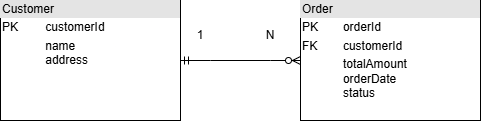 Customer
PK customerId
name
address
1 N
Order
PK orderId
FK customerId
totalAmount
orderDate
status